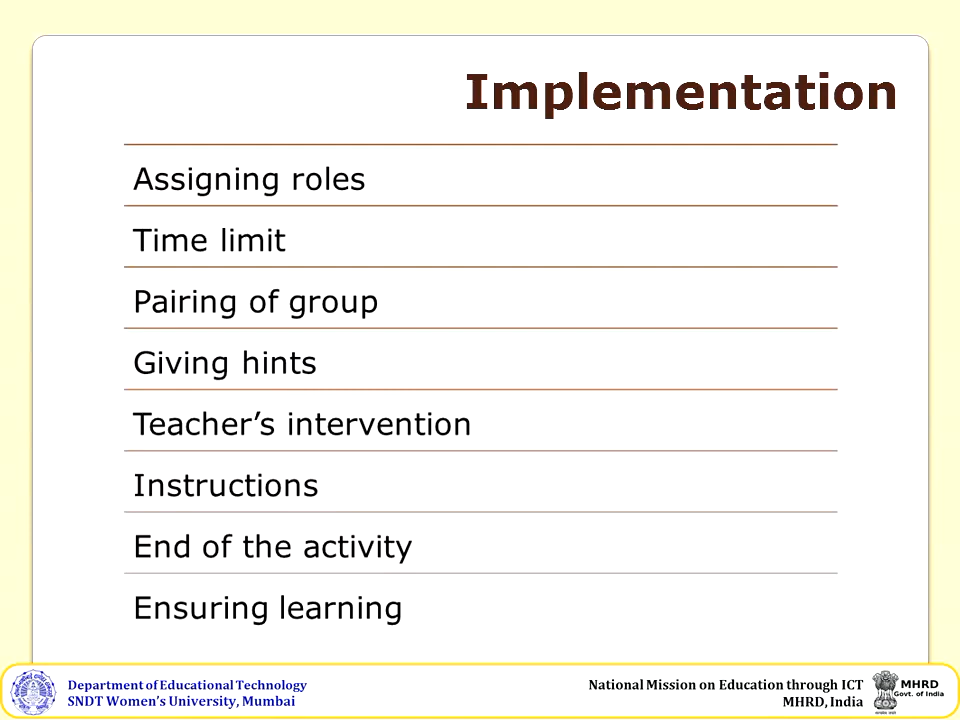 Implementation
Assigning roles
Time limit
Pairing of group
Giving hints
Teacher’s intervention
Instructions
End of the activity
Ensuring learning
Department of Educational Technology
SNDT Women’s University, Mumbai
National Mission on Education through ICT
MHRD, India
MHRD
Govt. of India